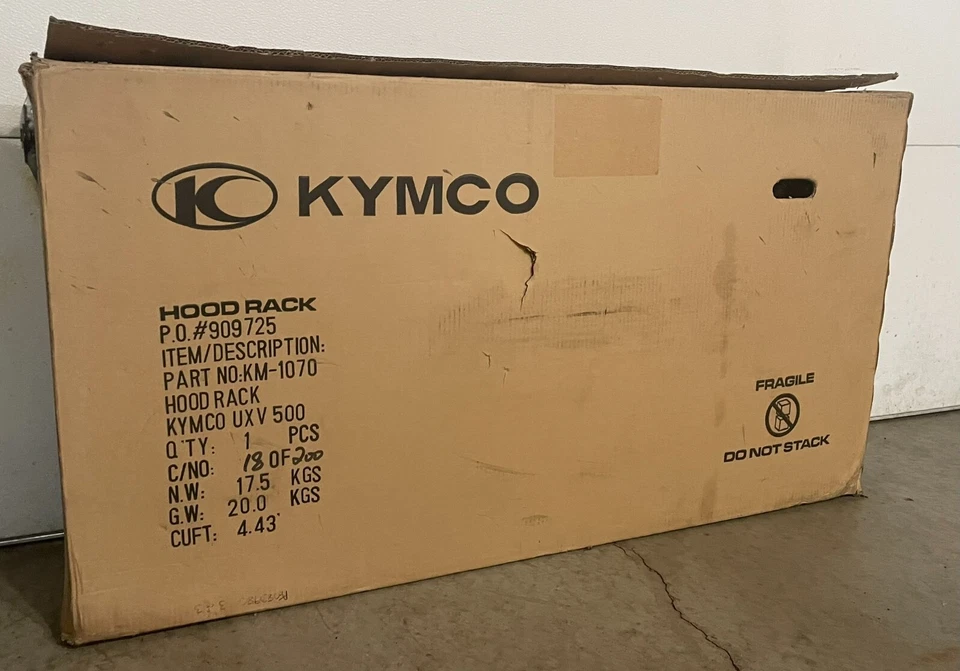 KYMCO
HOOD RACK
P.O.#909725
ITEM/DESCRIPTION:
PART NO:KM-1070
HOOD RACK
KYMCO UXV 500
Q'TY: 1 PCS
C/NO: 18 OF 200
N.W: 17.5 KGS
G.W: 20.0 KGS
CUFT: 4.43'
FRAGILE
DO NOT STACK